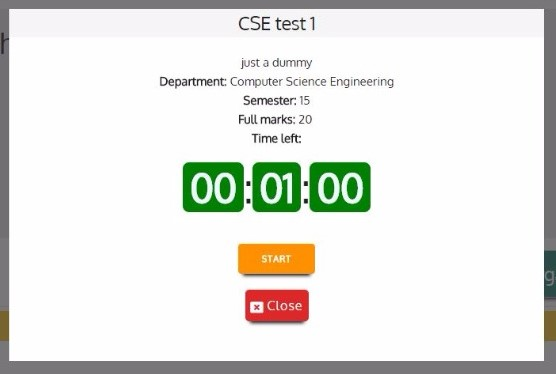 CSE test 1
just a dummy
Department: Computer Science Engineering
Semester: 15
Full marks: 20
Time left:
00:01:00
START
Close